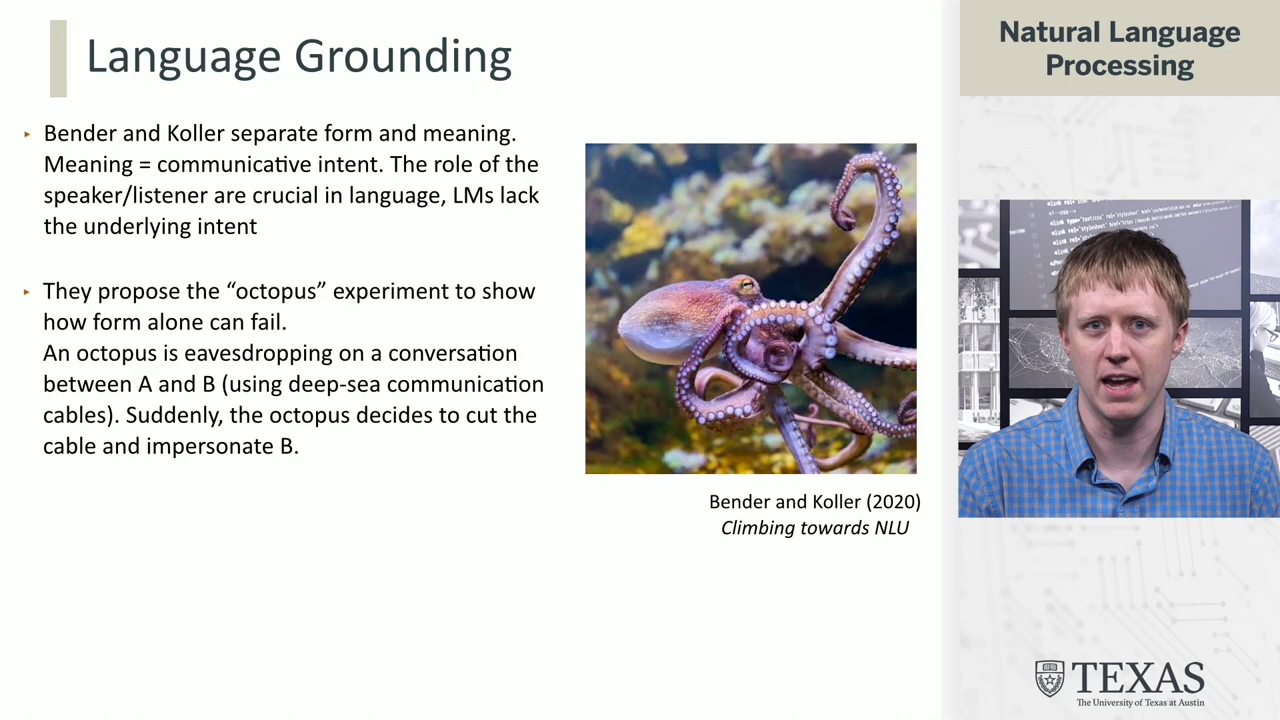 Language Grounding
‣ Bender and Koller separate form and meaning.
Meaning = communicative intent. The role of the
speaker/listener are crucial in language, LMs lack
the underlying intent
‣ They propose the “octopus” experiment to show
how form alone can fail.
An octopus is eavesdropping on a conversation
between A and B (using deep-sea communication
cables). Suddenly, the octopus decides to cut the
cable and impersonate B.
Bender and Koller (2020)
Climbing towards NLU
Natural Language
Processing
TEXAS
The University of Texas at Austin